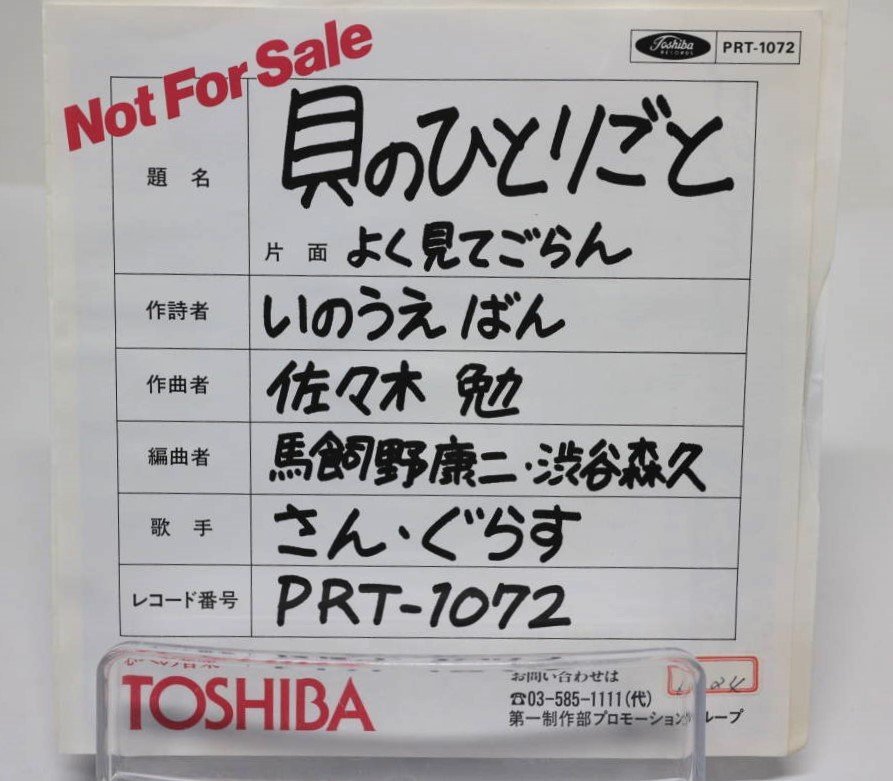 Not For Sale
Toshiba
RECORDS
PRT-1072
題名
貝のひとりごと
片面 よく見てごらん
作詩者
いのうえ ばん
作曲者
佐々木 勉
編曲者
馬飼野康二・渋谷森久
歌手
さん・ぐらす
レコード番号
PRT-1072
TOSHIBA
お問い合わせは
☎03-585-1111(代)
第一制作部プロモーショングループ